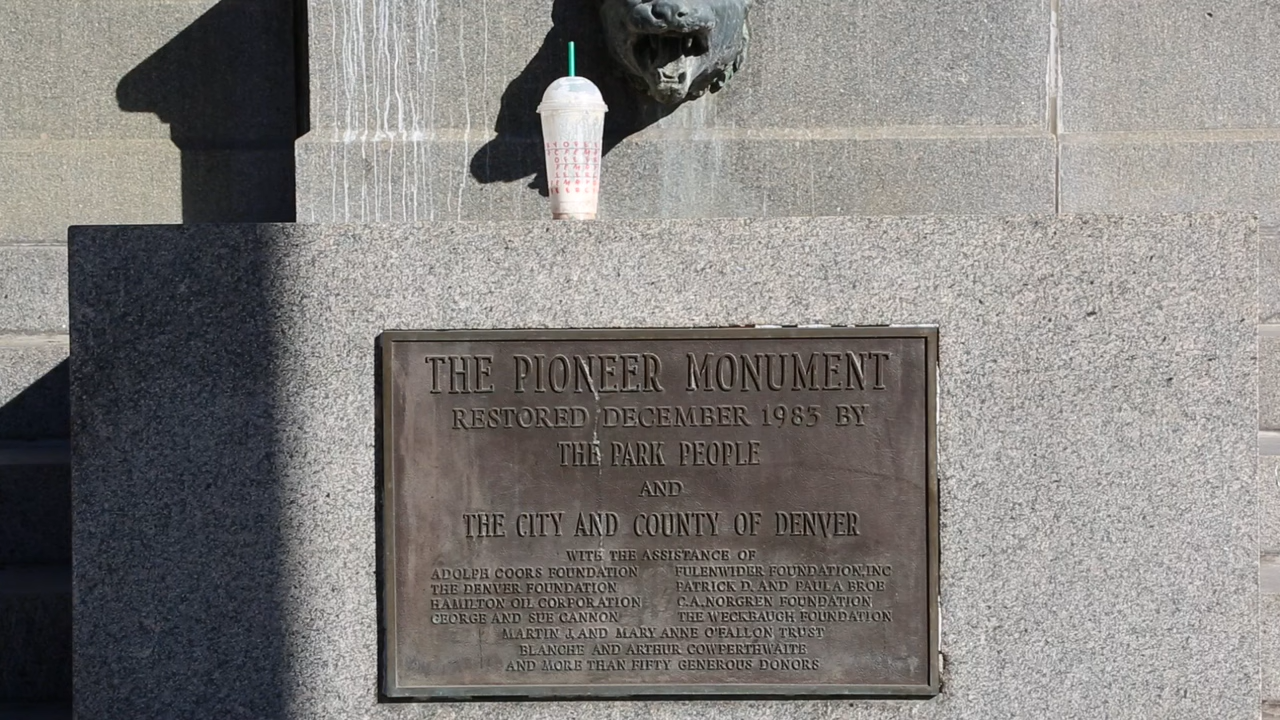 THE PIONEER MONUMENT
RESTORED DECEMBER 1983 BY
THE PARK PEOPLE
AND
THE CITY AND COUNTY OF DENVER
WITH THE ASSISTANCE OF
ADOLPH COORS FOUNDATION
THE DENVER FOUNDATION
HAMILTON OIL CORPORATION
GEORGE AND SUE CANNON
FULENWIDER FOUNDATION,INC
PATRICK D. AND PAULA BROE
C.A.NORGREN FOUNDATION
THE WECKBAUGH FOUNDATION
MARTIN J. AND MARY ANNE O'FALLON TRUST
BLANCHE AND ARTHUR COWPERTHWAITE
AND MORE THAN FIFTY GENEROUS DONORS